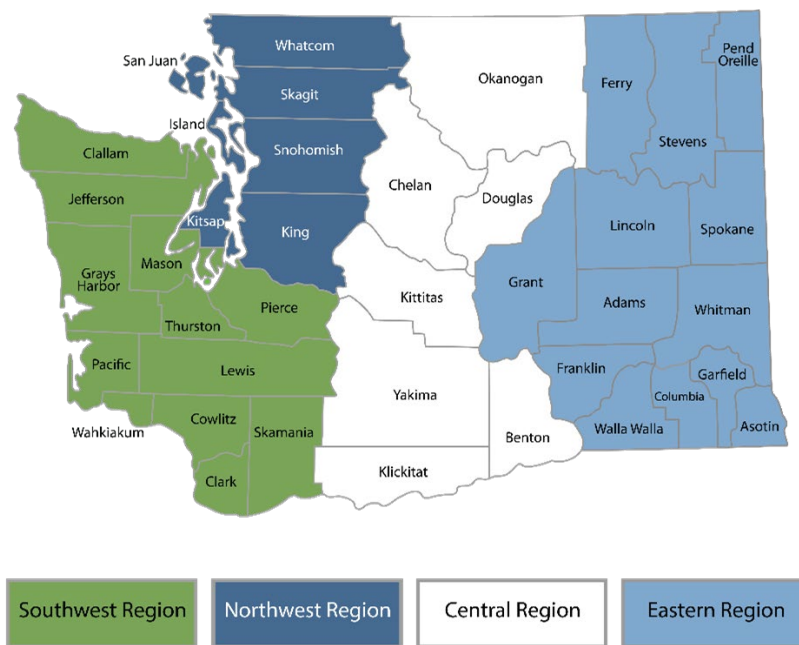 Whatcom
San Juan
Okanogan
Ferry
Pend
Oreille
Skagit
Island
Snohomish
Stevens
Clallam
Chelan
Douglas
Jefferson
Kitsap
King
Lincoln
Spokane
Mason
Grays
Harbor
Grant
Kittitas
Pierce
Adams
Whitman
Thurston
Pacific
Lewis
Franklin
Garfield
Yakima
Columbia
Cowlitz
Wahkiakum
Skamania
Walla Walla
Asotin
Benton
Klickitat
Clark
Southwest Region
Northwest Region
Central Region
Eastern Region